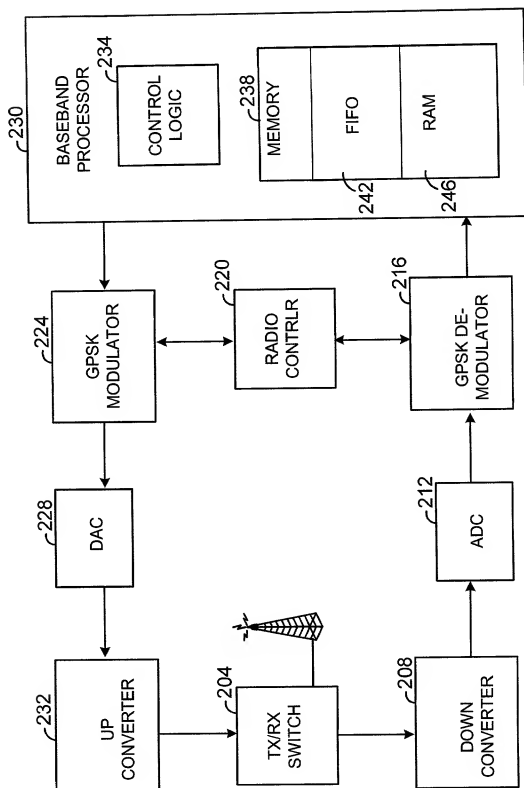 230
BASEBAND
PROCESSOR
234
CONTROL
LOGIC
238
MEMORY
FIFO
RAM
242
246
224
GPSK
MODULATOR
220
RADIO
CONTRLR
216
GPSK DE-
MODULATOR
228
DAC
212
ADC
232
UP
CONVERTER
204
TX/RX
SWITCH
208
DOWN
CONVERTER